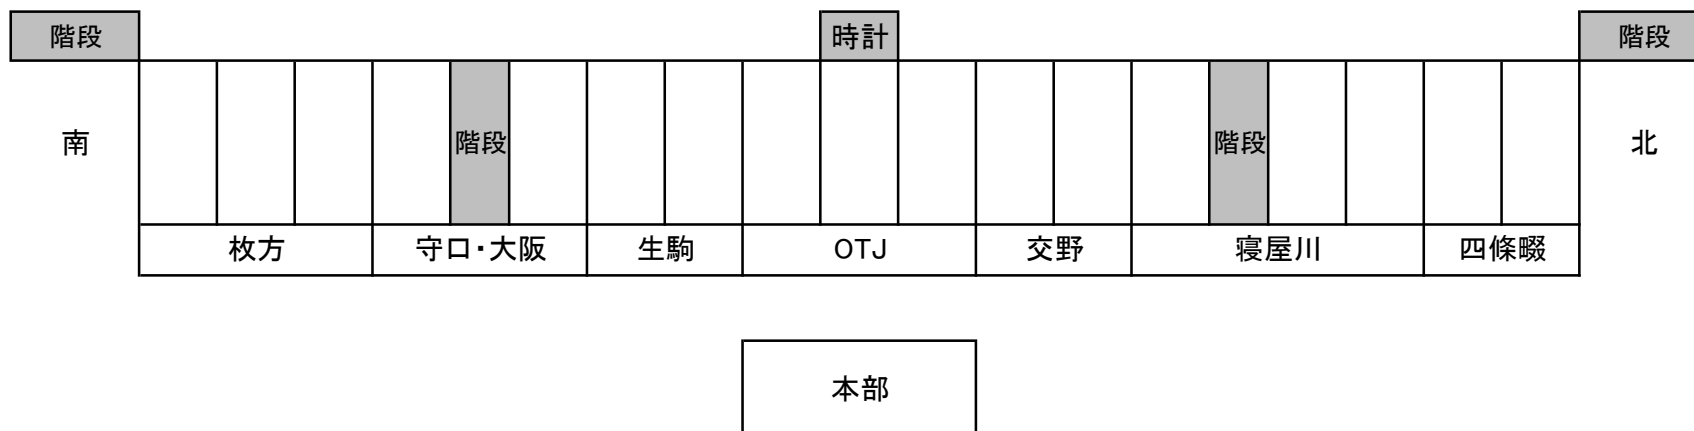 階段 時計 階段
南 階段 階段 北
枚方 守口・大阪 生駒 OTJ 交野 寝屋川 四條畷
本部